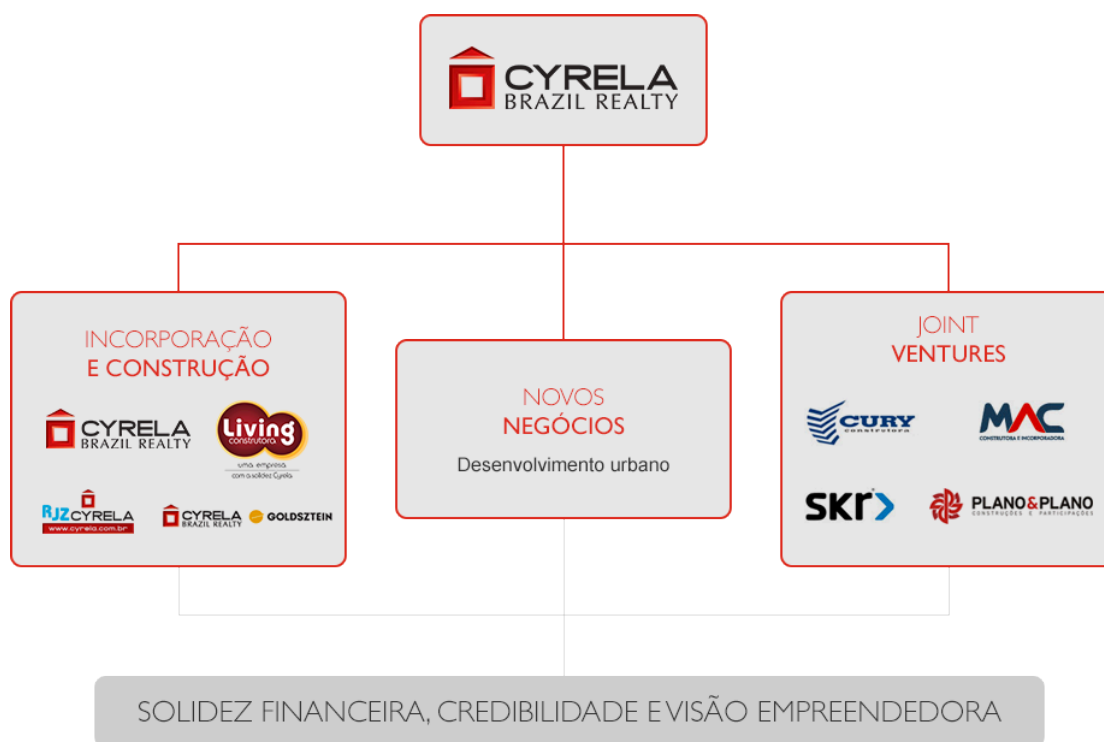 CYRELA
BRAZIL REALTY
INCORPORAÇÃO
E CONSTRUÇÃO
CYRELA
BRAZIL REALTY
Living
construtora
uma empresa
com a solidez Cyrela
RJZ CYRELA
www.cyrela.com.br
CYRELA
BRAZIL REALTY
GOLDSZTEIN
NOVOS
NEGÓCIOS
Desenvolvimento urbano
JOINT
VENTURES
CURY
construtora
MAC
CONSTRUTORA E INCORPORADORA
SKR
PLANO&PLANO
CONSTRUÇÕES E PARTICIPAÇÕES
SOLIDEZ FINANCEIRA, CREDIBILIDADE E VISÃO EMPREENDEDORA